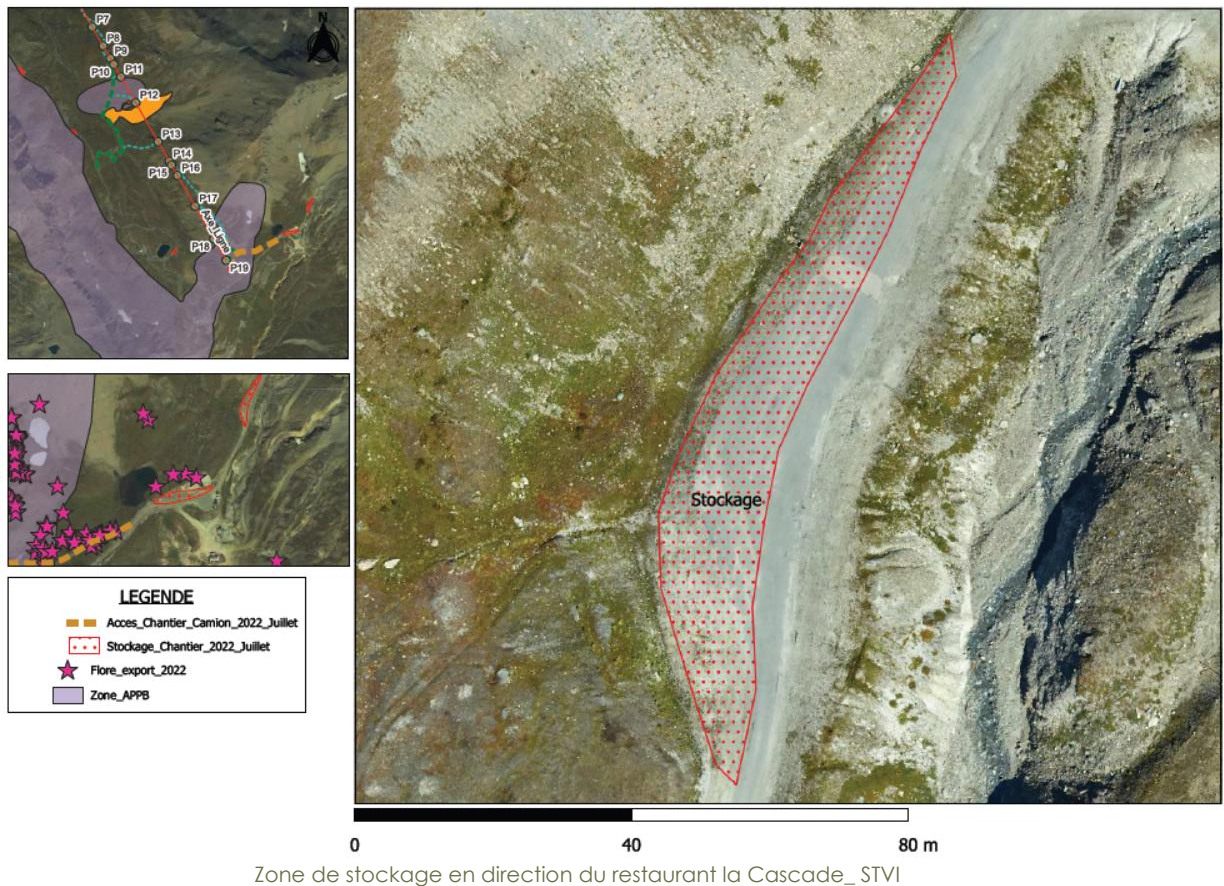 N
P7
P8
P9
P10
P11
P12
P13
P14
P16
P15
P17
Axe_Ligne
P18
P19
Stockage
LEGENDE
Acces_Chantier_Camion_2022_Juillet
Stockage_Chantier_2022_Juillet
Flore_export_2022
Zone_APPB
0 40 80 m
Zone de stockage en direction du restaurant la Cascade_ STVI